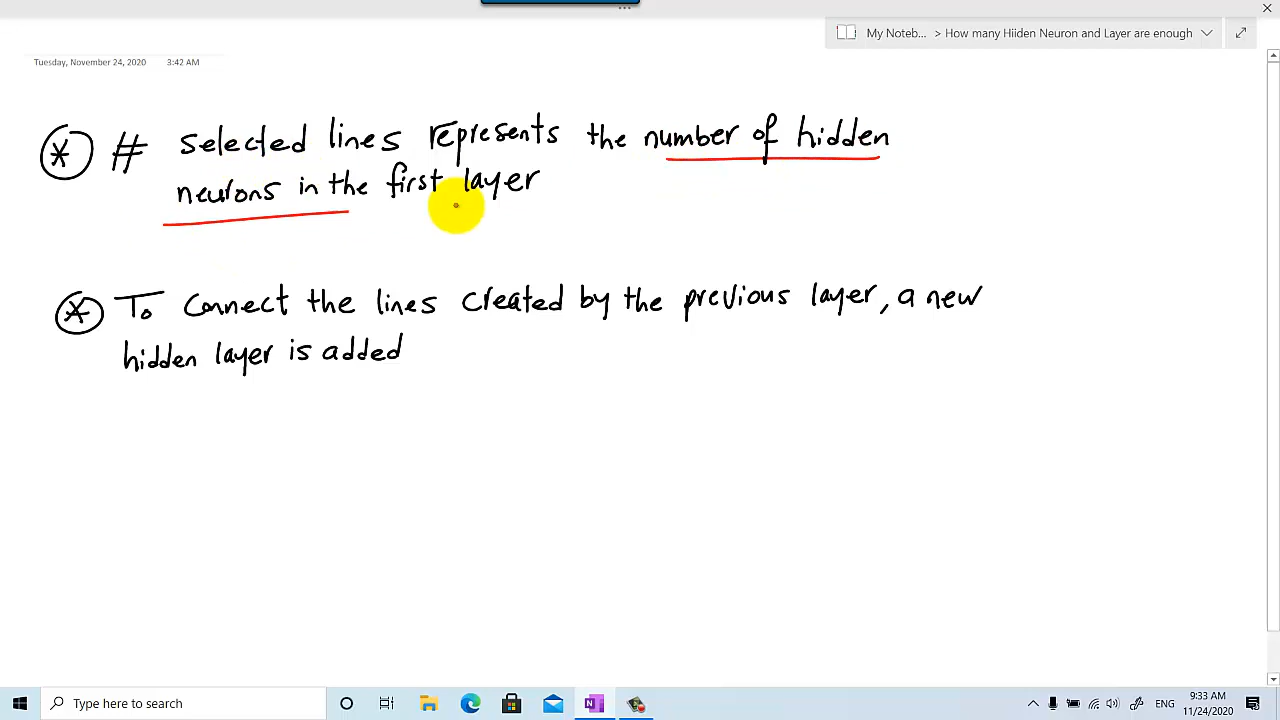 My Noteb... > How many Hiiden Neuron and Layer are enough
Tuesday, November 24, 2020 3:42 AM
* # selected lines represents the number of hidden
neurons in the first layer
* To connect the lines created by the previous layer, a new
hidden layer is added
Type here to search
ENG
9:33 AM
11/24/2020